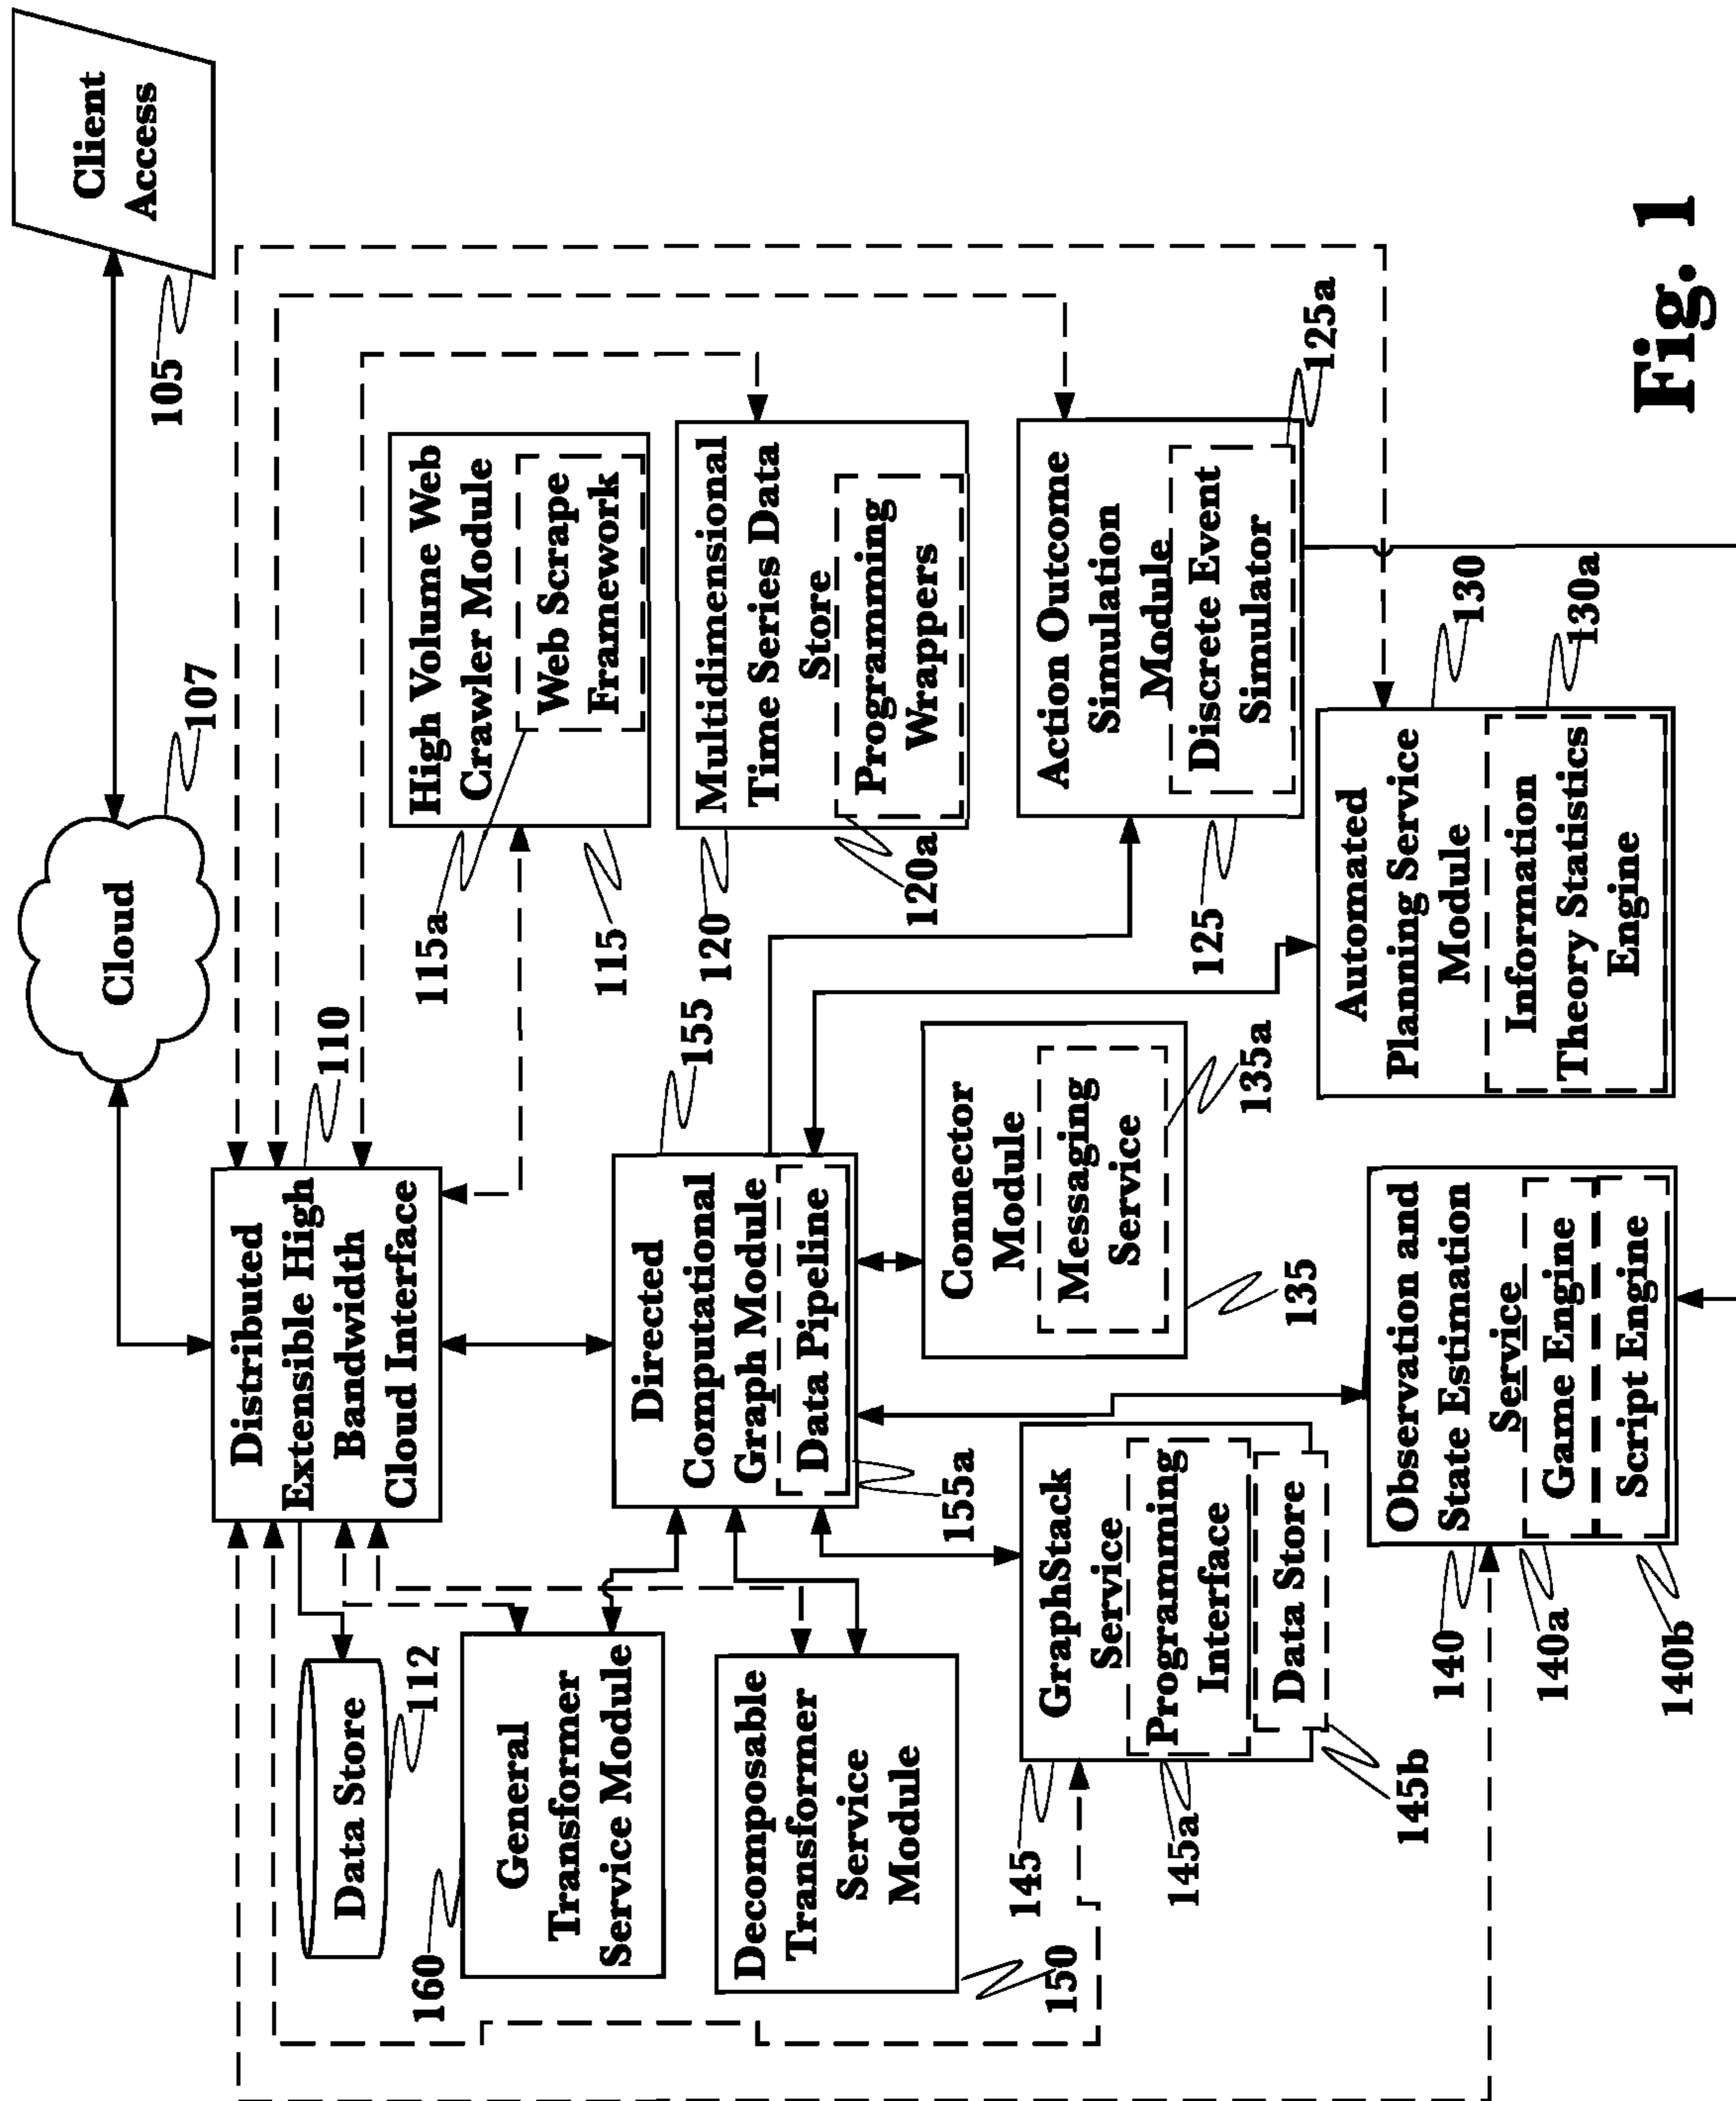 Client
Access
105
Cloud
107
Distributed
Extensible High
Bandwidth
Cloud Interface
110
Data Store
112
High Volume Web
Crawler Module
Web Scrape
Framework
115a
115
Multidimensional
Time Series Data
Store
Programming
Wrappers
120
120a
Action Outcome
Simulation
Module
Discrete Event
Simulator
125
125a
Automated
Planning Service
Module
Information
Theory Statistics
Engine
130
130a
Directed
Computational
Graph Module
Data Pipeline
155
155a
Connector
Module
Messaging
Service
135
135a
General
Transformer
Service Module
160
Decomposable
Transformer
Service
Module
150
GraphStack
Service
Programming
Interface
Data Store
145
145a
145b
Observation and
State Estimation
Service
Game Engine
Script Engine
140
140a
140b
Fig. 1